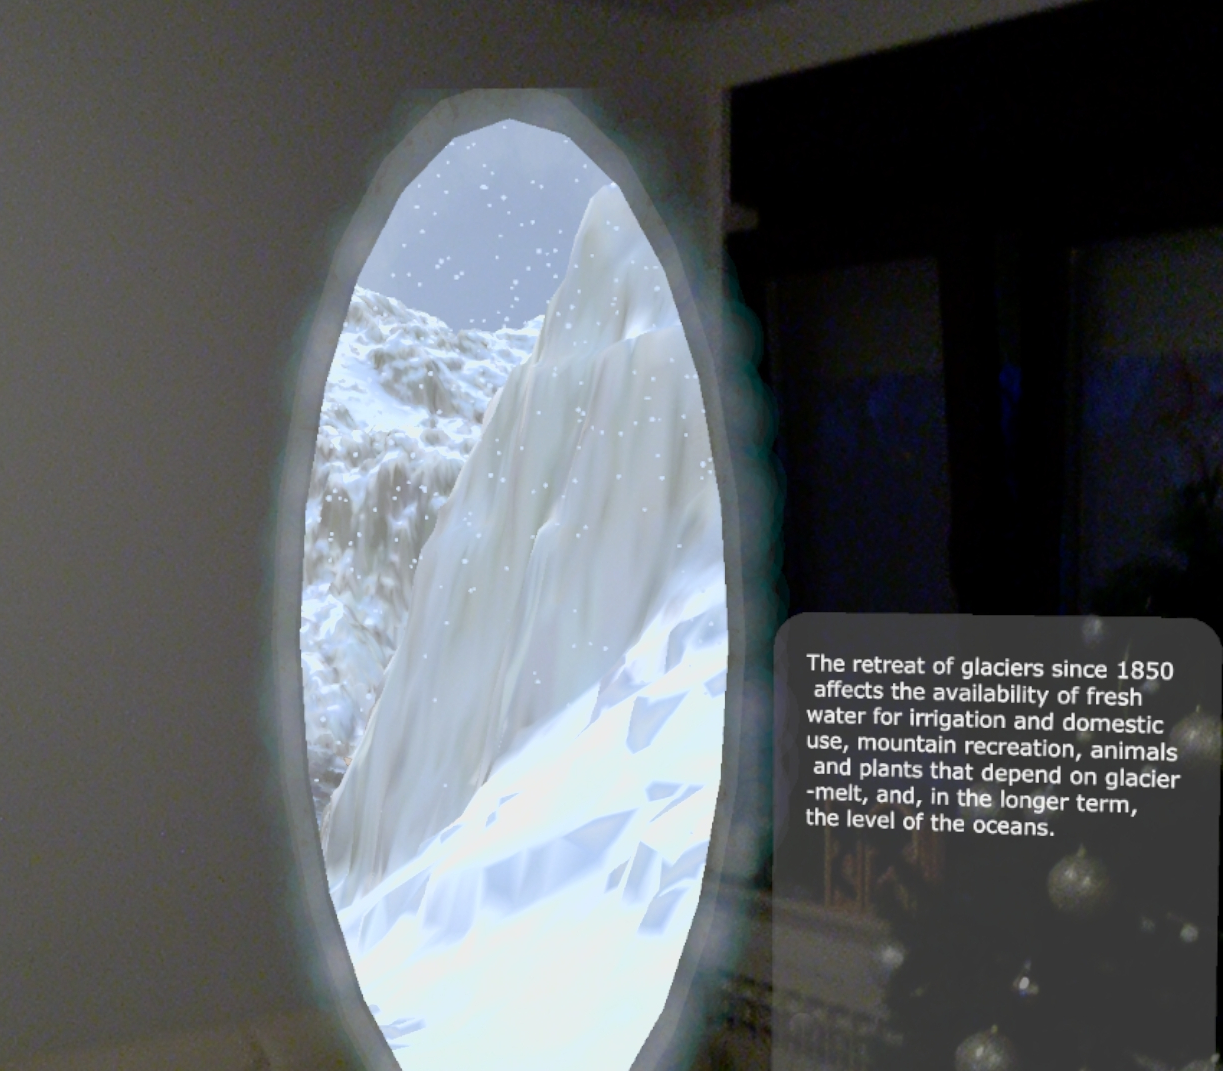 The retreat of glaciers since 1850
affects the availability of fresh
water for irrigation and domestic
use, mountain recreation, animals
and plants that depend on glacier
-melt, and, in the longer term,
the level of the oceans.